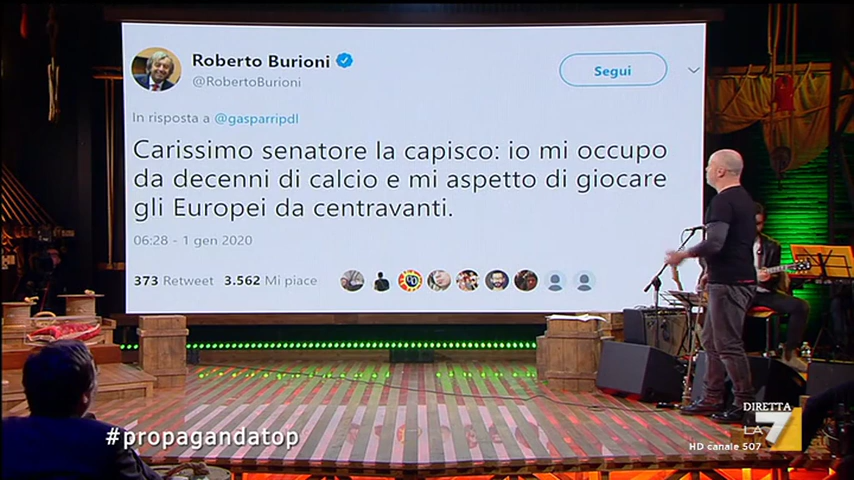 Roberto Burioni
@RobertoBurioni
Segui
In risposta a @gasparripdl
Carissimo senatore la capisco: io mi occupo
da decenni di calcio e mi aspetto di giocare
gli Europei da centravanti.
06:28 - 1 gen 2020
373 Retweet 3.562 Mi piace
#propagandatop
DIRETTA
LA 7
HD canale 507